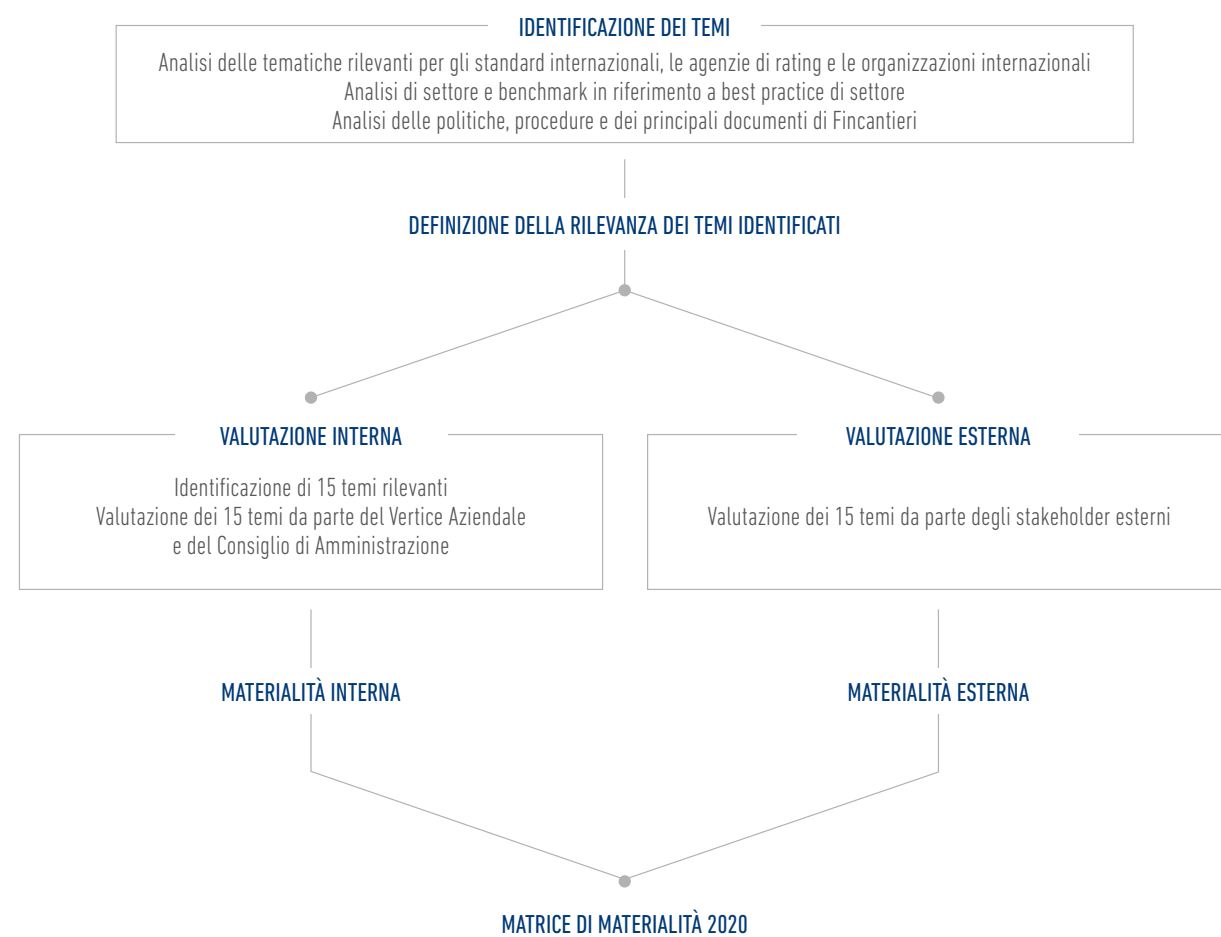 IDENTIFICAZIONE DEI TEMI
Analisi delle tematiche rilevanti per gli standard internazionali, le agenzie di rating e le organizzazioni internazionali
Analisi di settore e benchmark in riferimento a best practice di settore
Analisi delle politiche, procedure e dei principali documenti di Fincantieri
DEFINIZIONE DELLA RILEVANZA DEI TEMI IDENTIFICATI
VALUTAZIONE INTERNA
Identificazione di 15 temi rilevanti
Valutazione dei 15 temi da parte del Vertice Aziendale
e del Consiglio di Amministrazione
VALUTAZIONE ESTERNA
Valutazione dei 15 temi da parte degli stakeholder esterni
MATERIALITÀ INTERNA
MATERIALITÀ ESTERNA
MATRICE DI MATERIALITÀ 2020